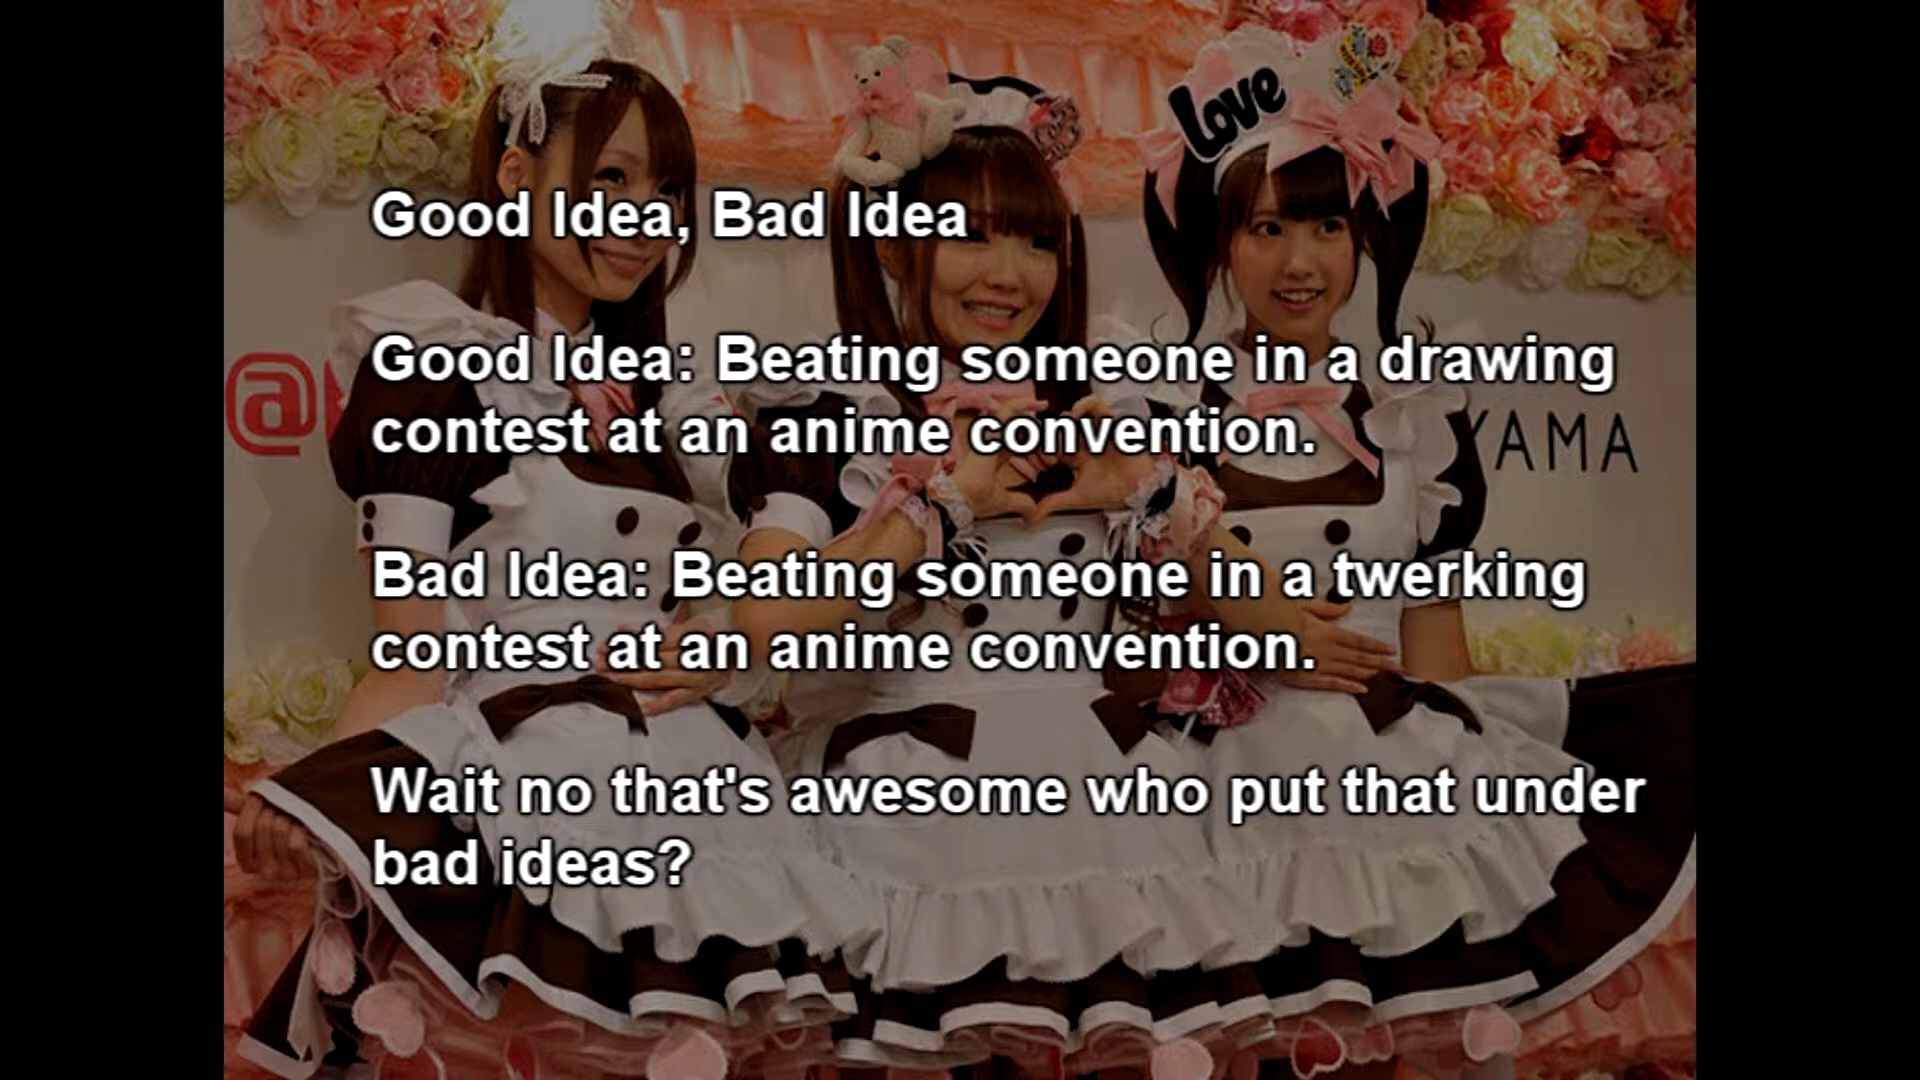 Love
Good Idea, Bad Idea
Good Idea: Beating someone in a drawing
contest at an anime convention.
@
YAMA
Bad Idea: Beating someone in a twerking
contest at an anime convention.
Wait no that's awesome who put that under
bad ideas?